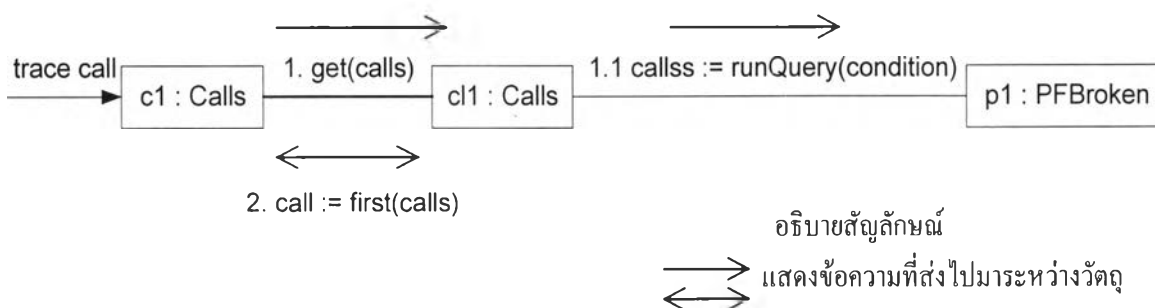 trace call
1. get(calls)
1.1 callss := runQuery(condition)
c1 : Calls
cl1 : Calls
p1 : PFBroken
2. call := first(calls)
อธิบายสัญลักษณ์
แสดงข้อความที่ส่งไปมาระหว่างวัตถุ